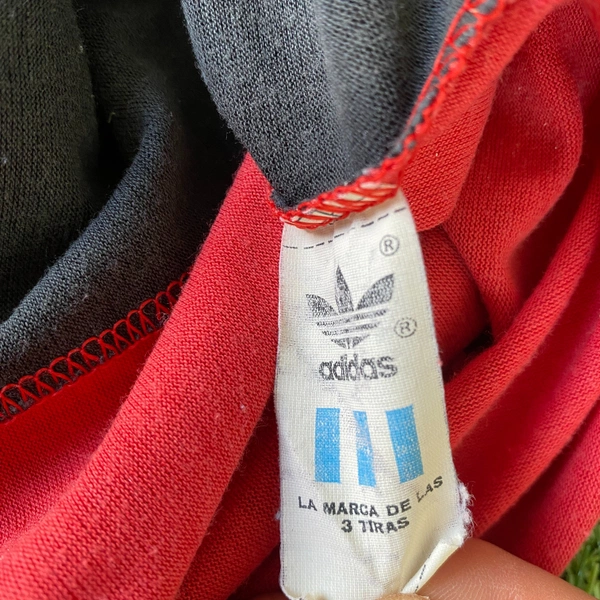 ®
®
adidas
LA MARCA DE LAS
3 TIRAS